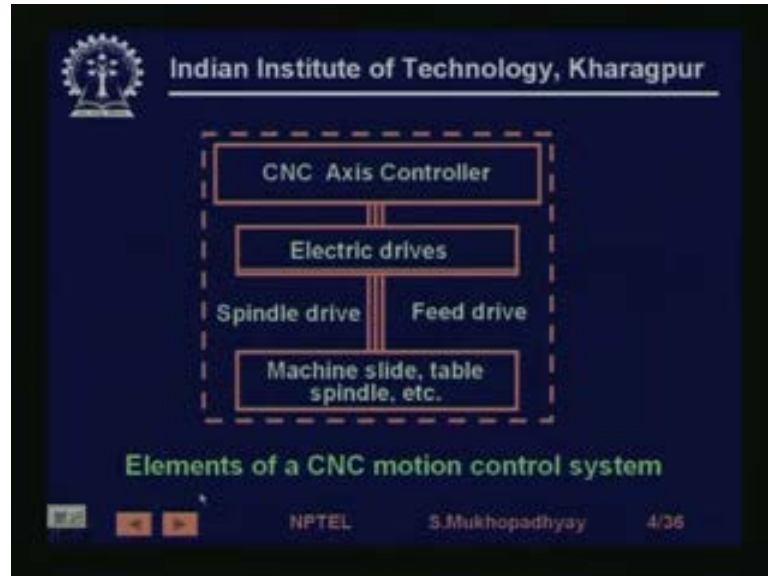 Indian Institute of Technology, Kharagpur
CNC Axis Controller
Electric drives
Spindle drive Feed drive
Machine slide, table
spindle, etc.
Elements of a CNC motion control system
NPTEL S.Mukhopadhyay 4/36